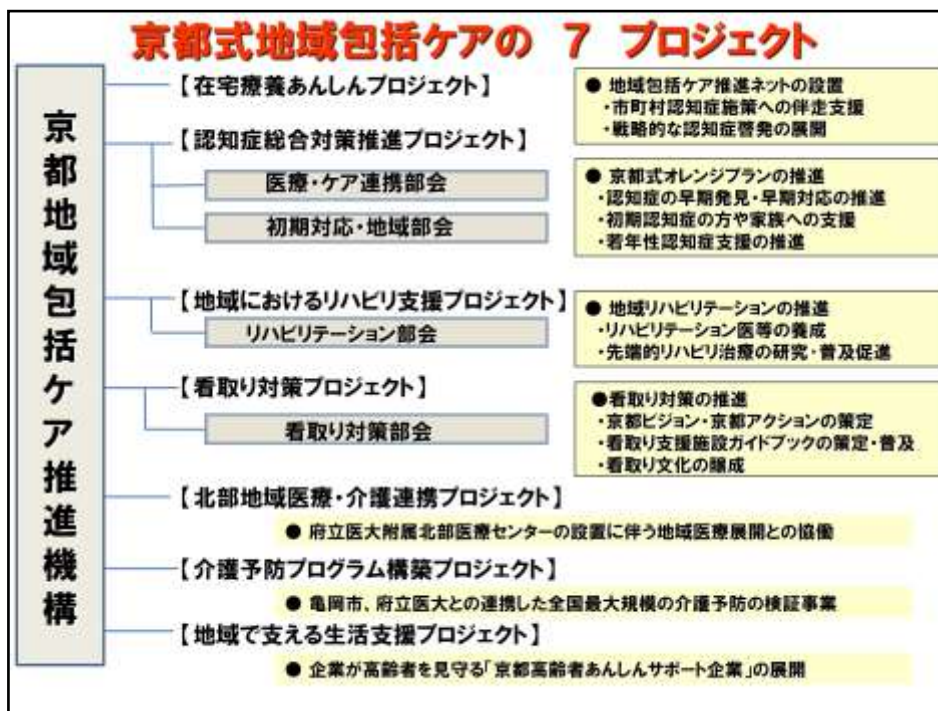 京都式地域包括ケアの 7 プロジェクト
京都地域包括ケア推進機構
【在宅療養あんしんプロジェクト】
● 地域包括ケア推進ネットの設置
・市町村認知症施策への伴走支援
・戦略的な認知症啓発の展開
【認知症総合対策推進プロジェクト】
医療・ケア連携部会
初期対応・地域部会
● 京都式オレンジプランの推進
・認知症の早期発見・早期対応の推進
・初期認知症の方や家族への支援
・若年性認知症支援の推進
【地域におけるリハビリ支援プロジェクト】
リハビリテーション部会
● 地域リハビリテーションの推進
・リハビリテーション医等の養成
・先端的リハビリ治療の研究・普及促進
【看取り対策プロジェクト】
看取り対策部会
●看取り対策の推進
・京都ビジョン・京都アクションの策定
・看取り支援施設ガイドブックの策定・普及
・看取り文化の醸成
【北部地域医療・介護連携プロジェクト】
● 府立医大附属北部医療センターの設置に伴う地域医療展開との協働
【介護予防プログラム構築プロジェクト】
● 亀岡市、府立医大との連携した全国最大規模の介護予防の検証事業
【地域で支える生活支援プロジェクト】
● 企業が高齢者を見守る「京都高齢者あんしんサポート企業」の展開